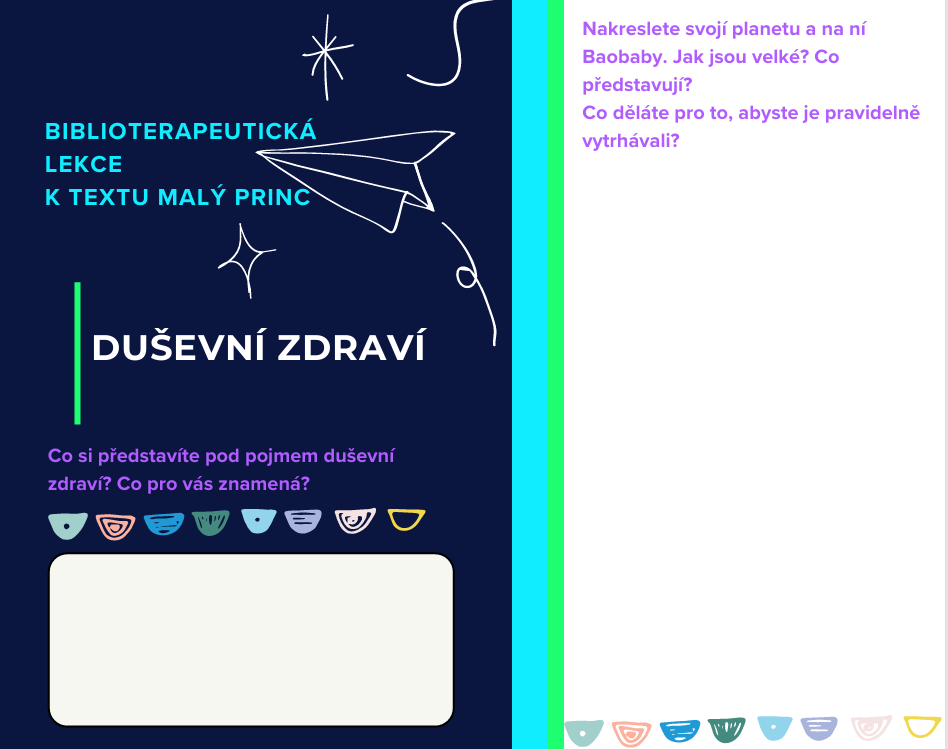 BIBLIOTERAPEUTICKÁ
LEKCE
K TEXTU MALÝ PRINC
DUŠEVNÍ ZDRAVÍ
Co si představíte pod pojmem duševní
zdraví? Co pro vás znamená?
Nakreslete svojí planetu a na ní
Baobaby. Jak jsou velké? Co
představují?
Co děláte pro to, abyste je pravidelně
vytrhávali?